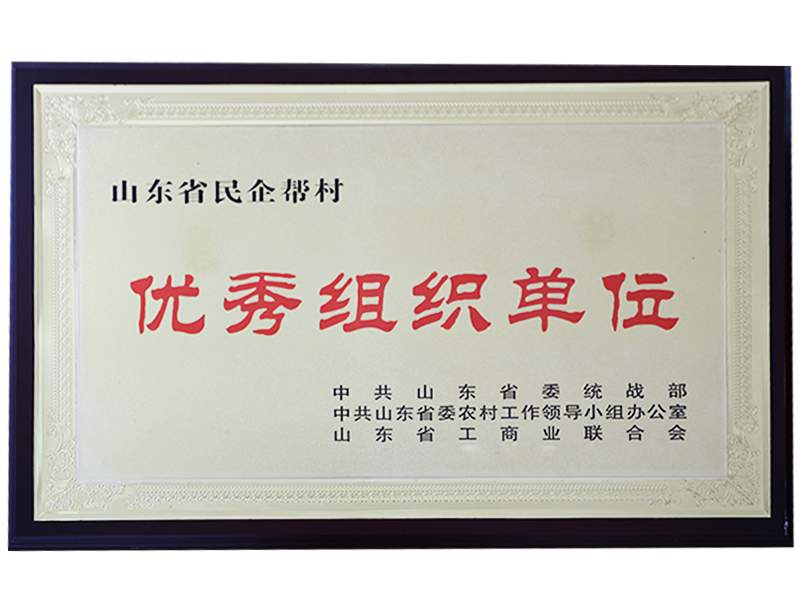 山东省民企帮村
优秀组织单位
中共山东省委统战部
中共山东省委农村工作领导小组办公室
山东省工商业联合会